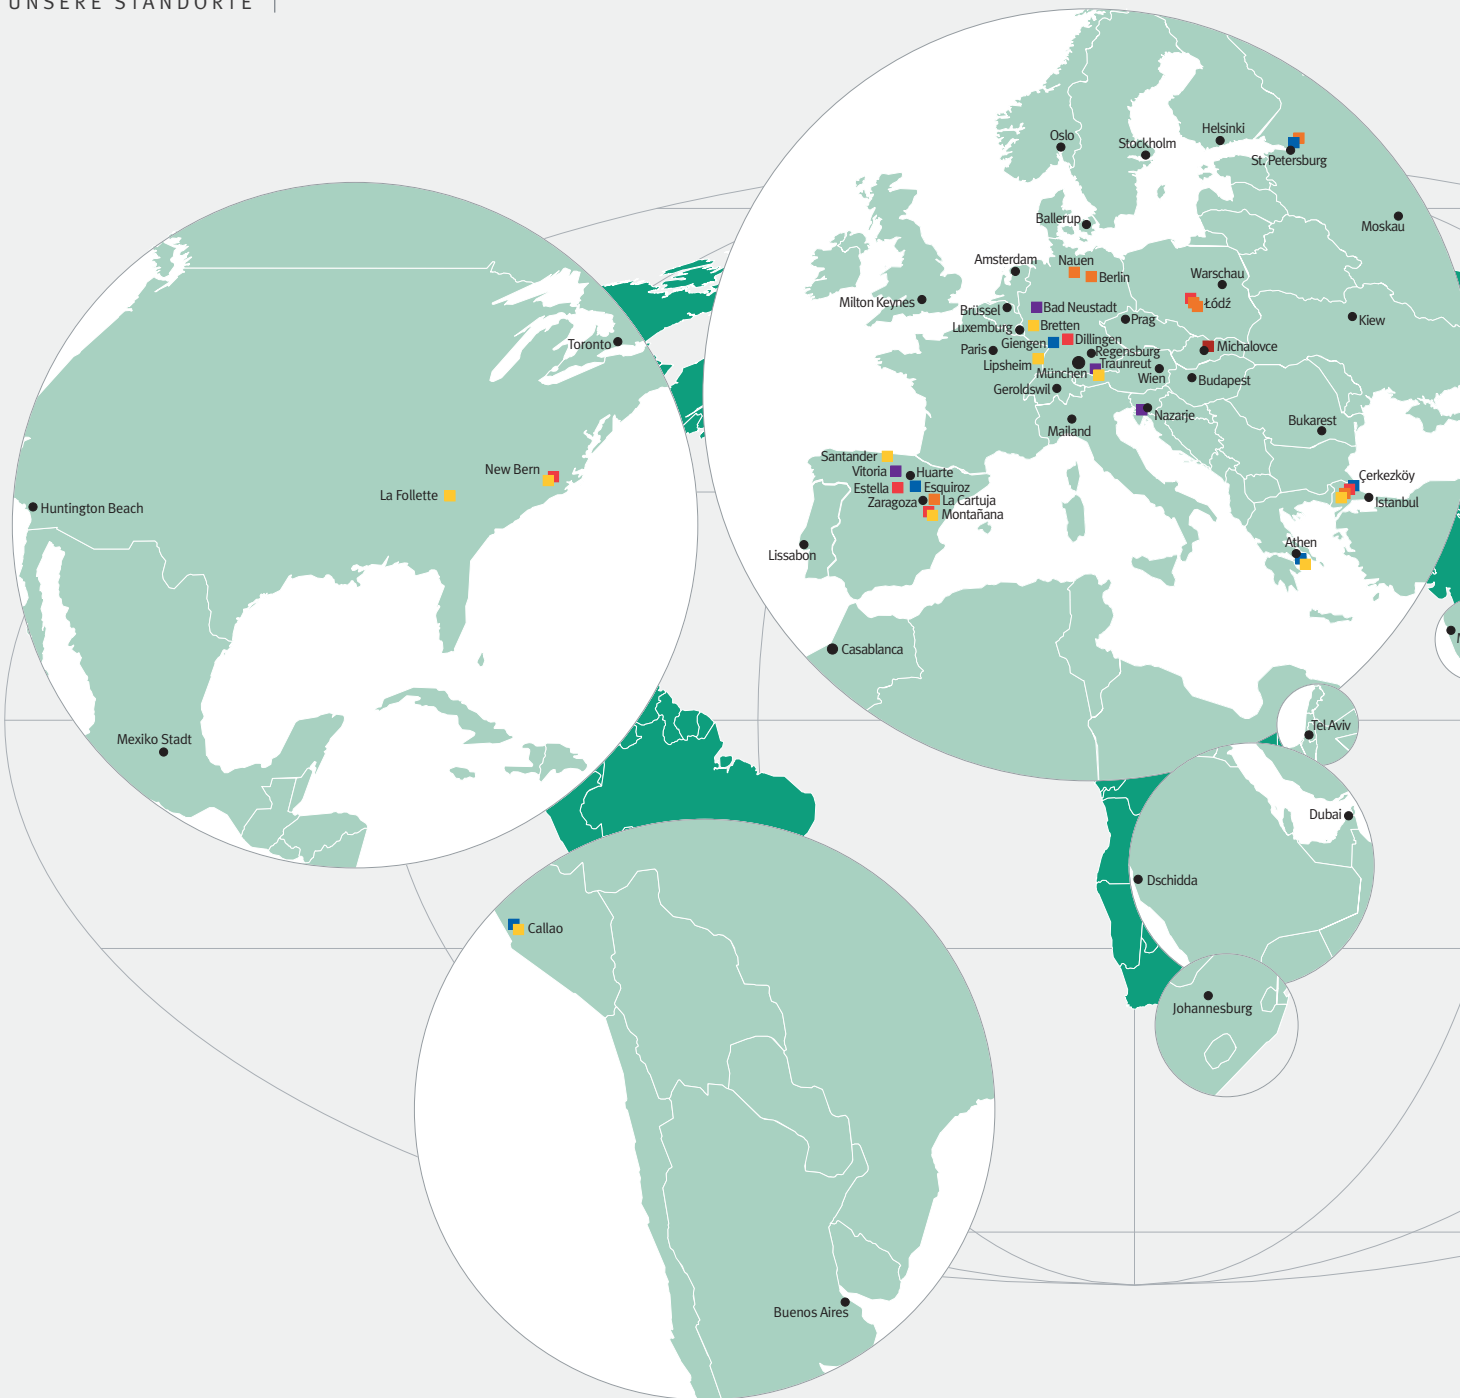 UNSERE STANDORTE
Oslo
Stockholm
Helsinki
St. Petersburg
Moskau
Ballerup
Amsterdam
Nauen
Berlin
Warschau
Milton Keynes
Brüssel
Bad Neustadt
Łódź
Luxemburg
Bretten
Prag
Kiew
Toronto
Paris
Giengen
Dillingen
Regensburg
Michalovce
Lipsheim
München
Traunreut
Wien
Budapest
Geroldswil
Nazarje
Mailand
Bukarest
Santander
Vitoria
Huarte
Estella
Esquiroz
Çerkezköy
Zaragoza
La Cartuja
Istanbul
Montañana
New Bern
La Follette
Huntington Beach
Lissabon
Athen
Casablanca
Mexiko Stadt
Tel Aviv
Dubai
Dschidda
Callao
Johannesburg
Buenos Aires